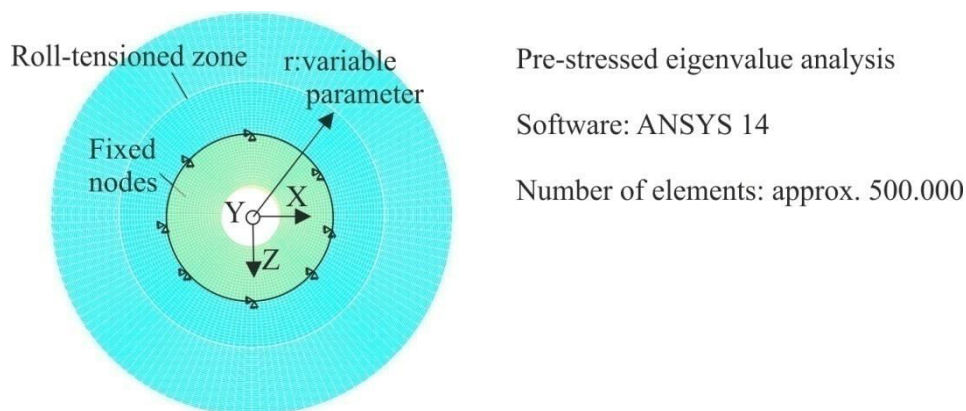 Roll-tensioned zone
r:variable
parameter
Fixed
nodes
Y
X
Z
Pre-stressed eigenvalue analysis
Software: ANSYS 14
Number of elements: approx. 500.000